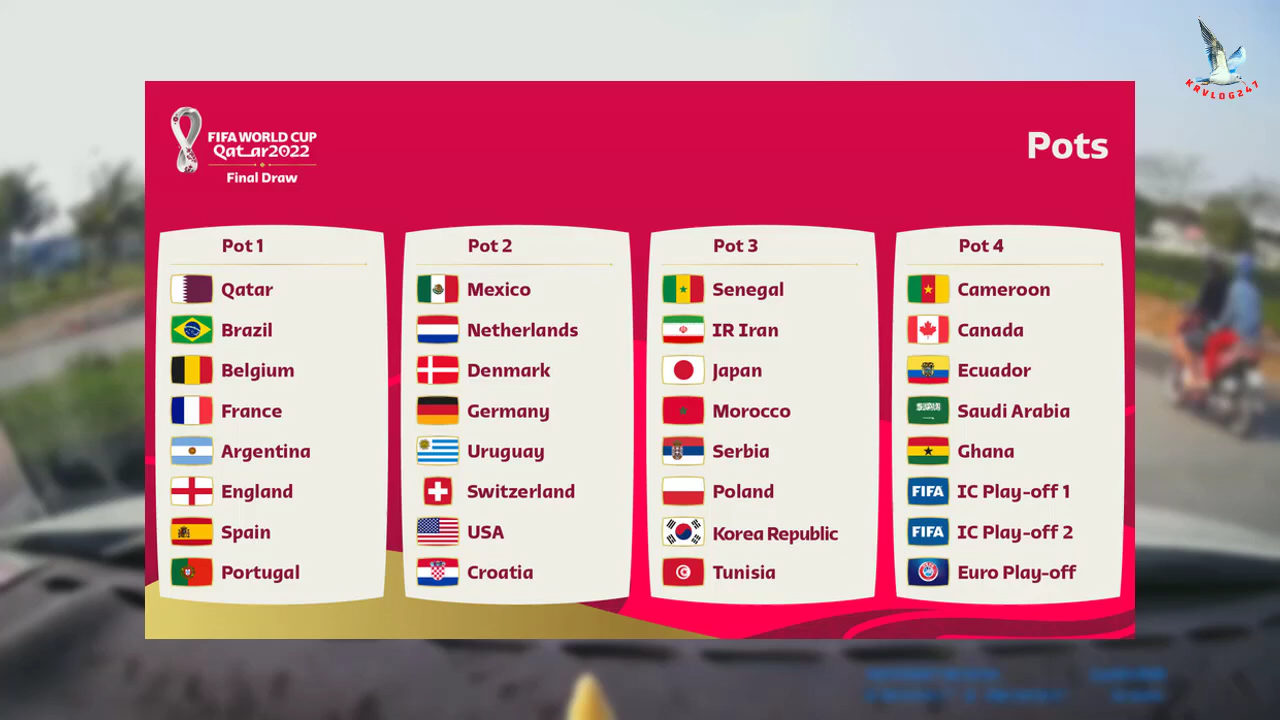 KRVLOG247
FIFA WORLD CUP
Qatar2022
Final Draw
Pots
Pot 1
Qatar
Brazil
Belgium
France
Argentina
England
Spain
Portugal
Pot 2
Mexico
Netherlands
Denmark
Germany
Uruguay
Switzerland
USA
Croatia
Pot 3
Senegal
IR Iran
Japan
Morocco
Serbia
Poland
Korea Republic
Tunisia
Pot 4
Cameroon
Canada
Ecuador
Saudi Arabia
Ghana
FIFA IC Play-off 1
FIFA IC Play-off 2
Euro Play-off